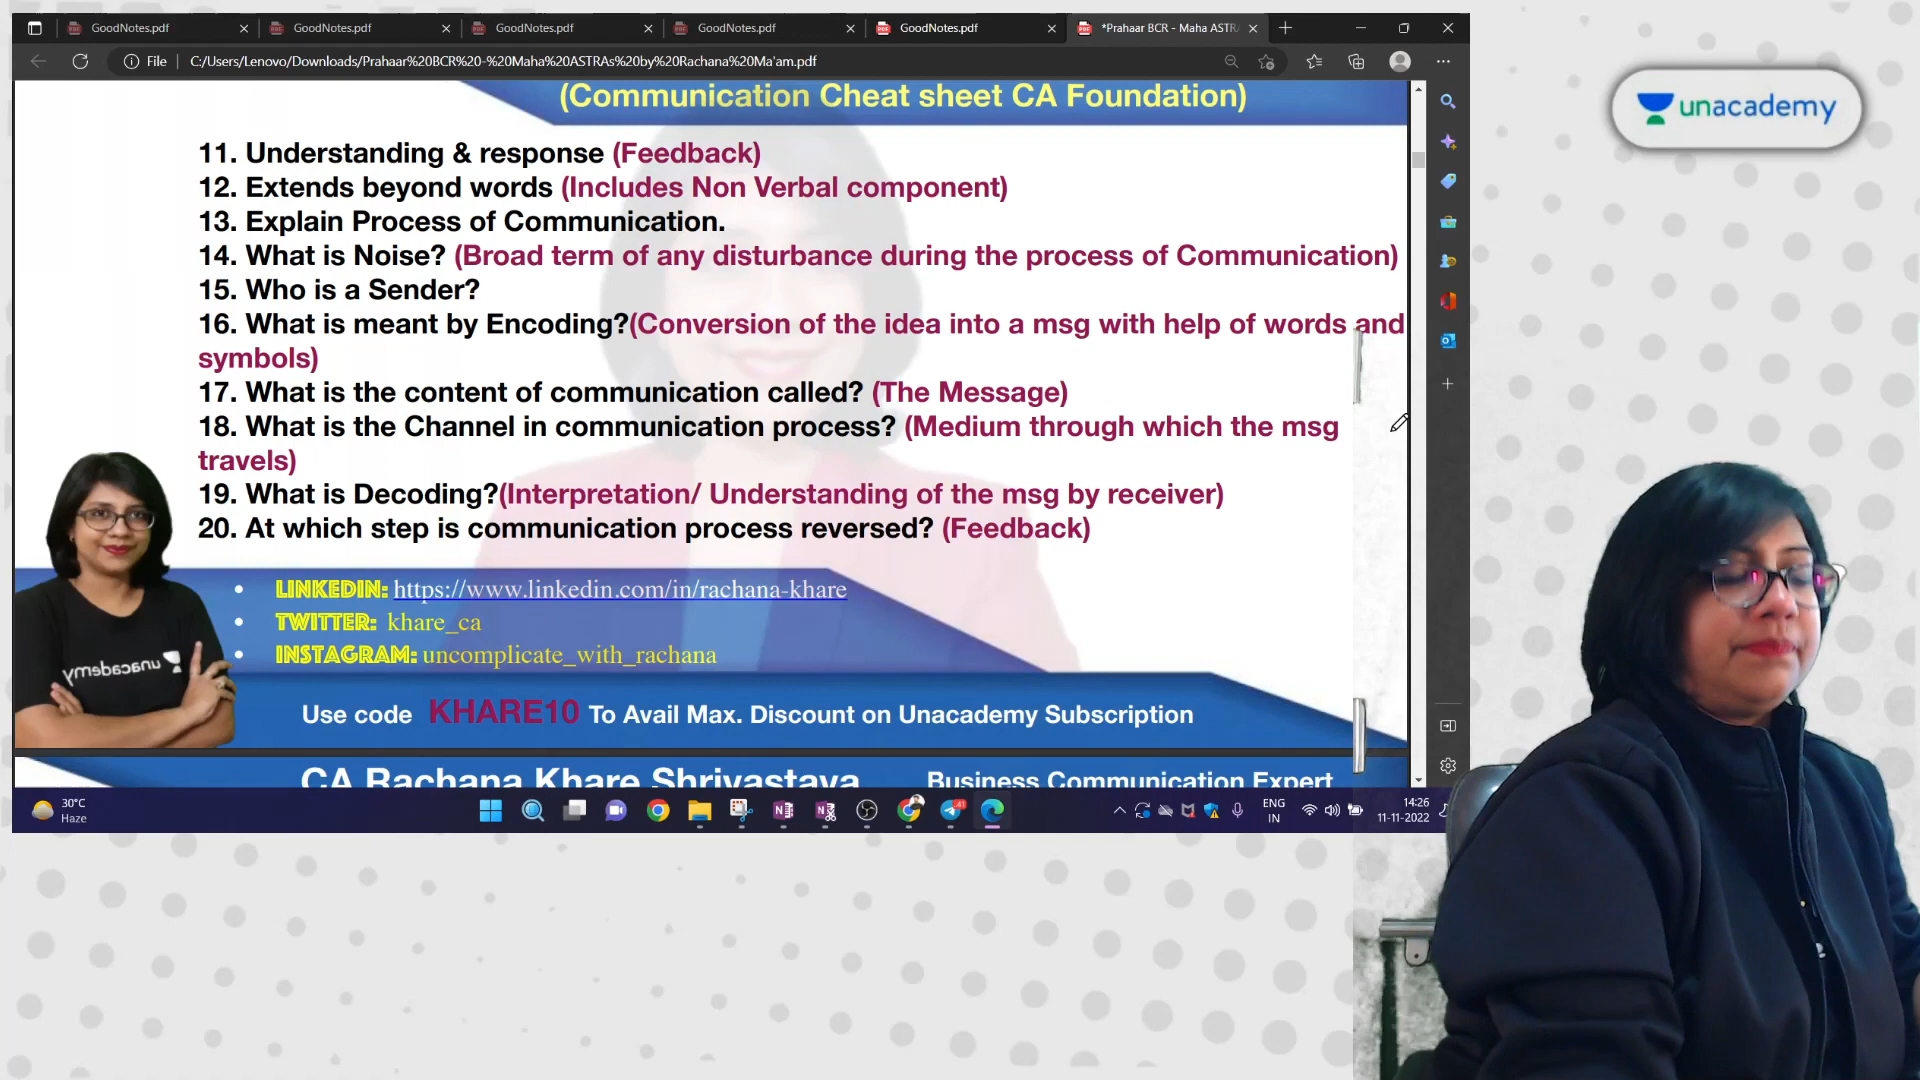 GoodNotes.pdf
GoodNotes.pdf
GoodNotes.pdf
GoodNotes.pdf
GoodNotes.pdf
*Prahaar BCR - Maha ASTR
File
C:/Users/Lenovo/Downloads/Prahaar%20BCR%20-%20Maha%20ASTRAs%20by%20Rachana%20Ma'am.pdf
unacademy
(Communication Cheat sheet CA Foundation)
11. Understanding & response (Feedback)
12. Extends beyond words (Includes Non Verbal component)
13. Explain Process of Communication.
14. What is Noise? (Broad term of any disturbance during the process of Communication)
15. Who is a Sender?
16. What is meant by Encoding?(Conversion of the idea into a msg with help of words and
symbols)
17. What is the content of communication called? (The Message)
18. What is the Channel in communication process? (Medium through which the msg
travels)
19. What is Decoding?(Interpretation/ Understanding of the msg by receiver)
20. At which step is communication process reversed? (Feedback)
unacademy
• LINKEDIN: https://www.linkedin.com/in/rachana-khare
• TWITTER: khare_ca
• INSTAGRAM: uncomplicate_with_rachana
Use code KHARE10 To Avail Max. Discount on Unacademy Subscription
CA Rachana Khare Shrivastava
Business Communication Expert
30°C
Haze
41
ENG
IN
14:26
11-11-2022